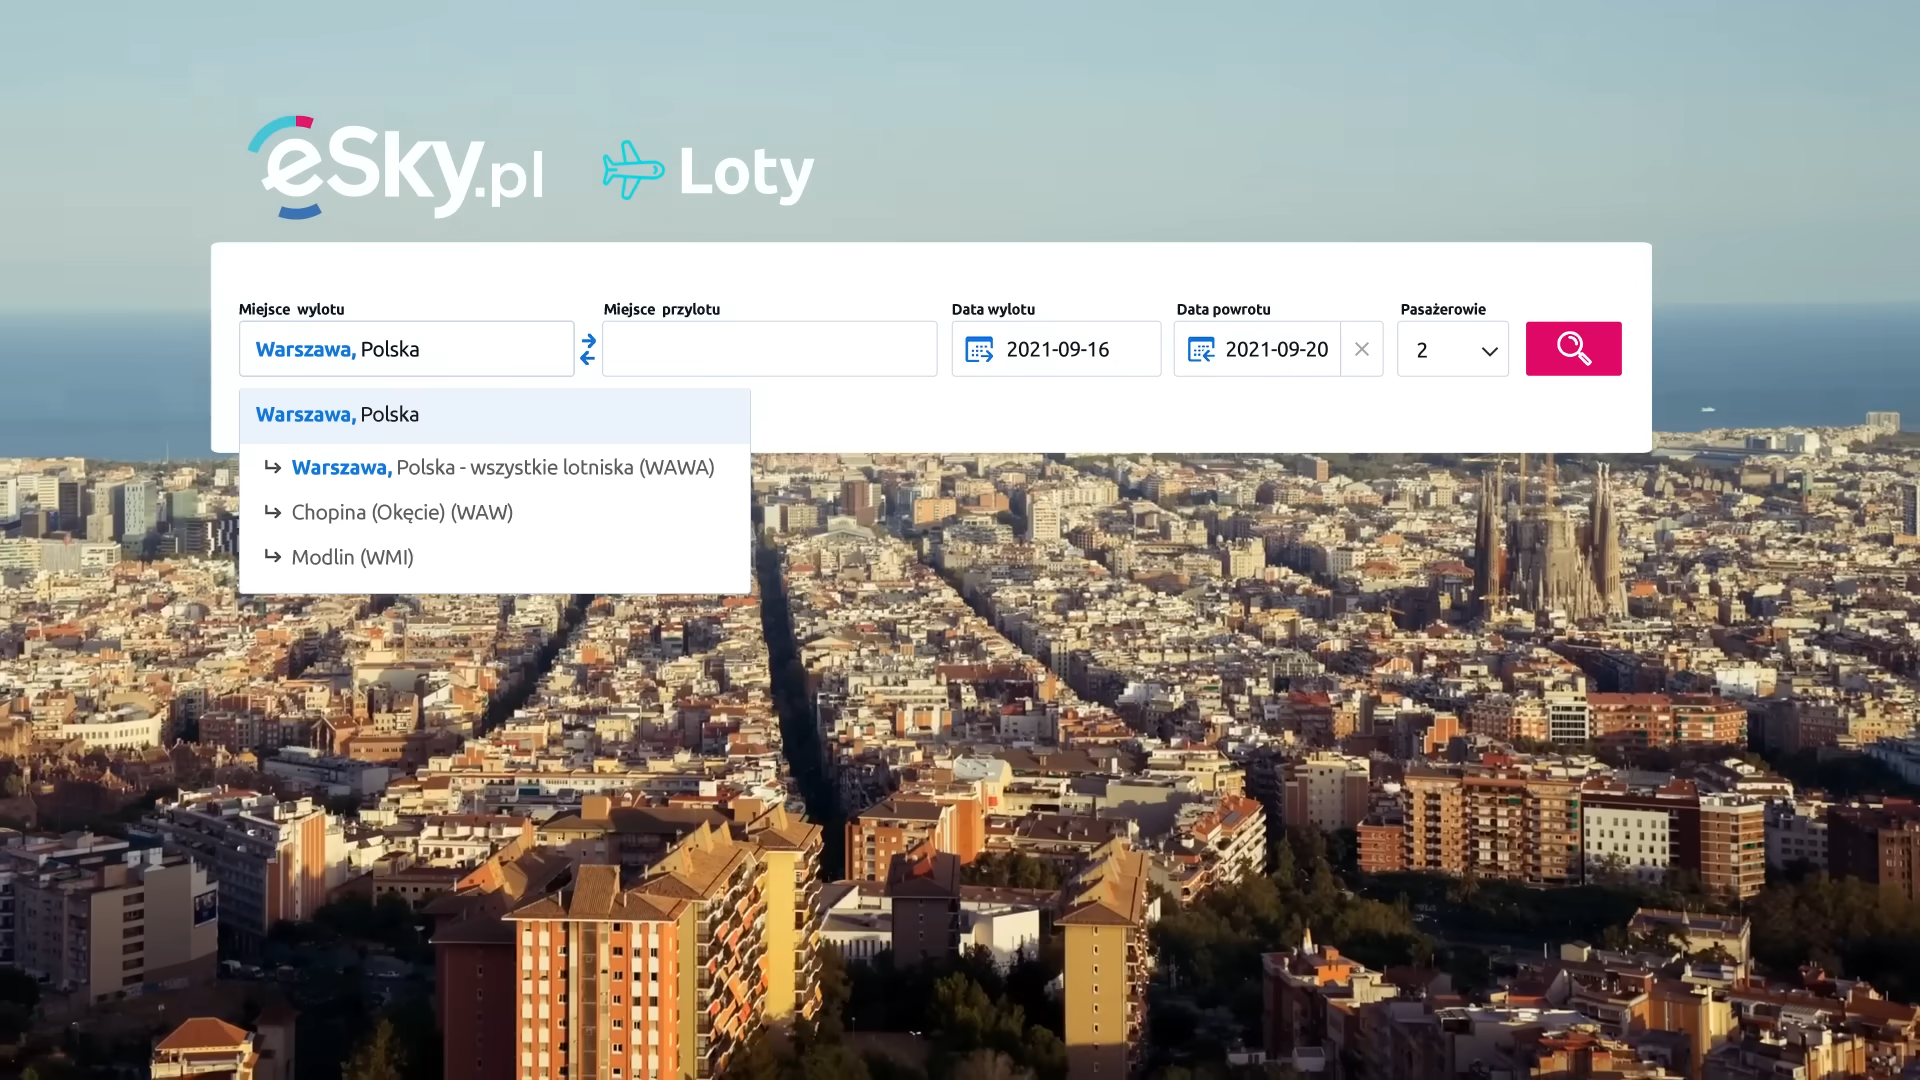 eSky.pl Loty
Miejsce wylotu
Miejsce przylotu
Data wylotu
Data powrotu
Pasażerowie
Warszawa, Polska
2021-09-16
2021-09-20
2
Warszawa, Polska
Warszawa, Polska - wszystkie lotniska (WAWA)
Chopina (Okęcie) (WAW)
Modlin (WMI)